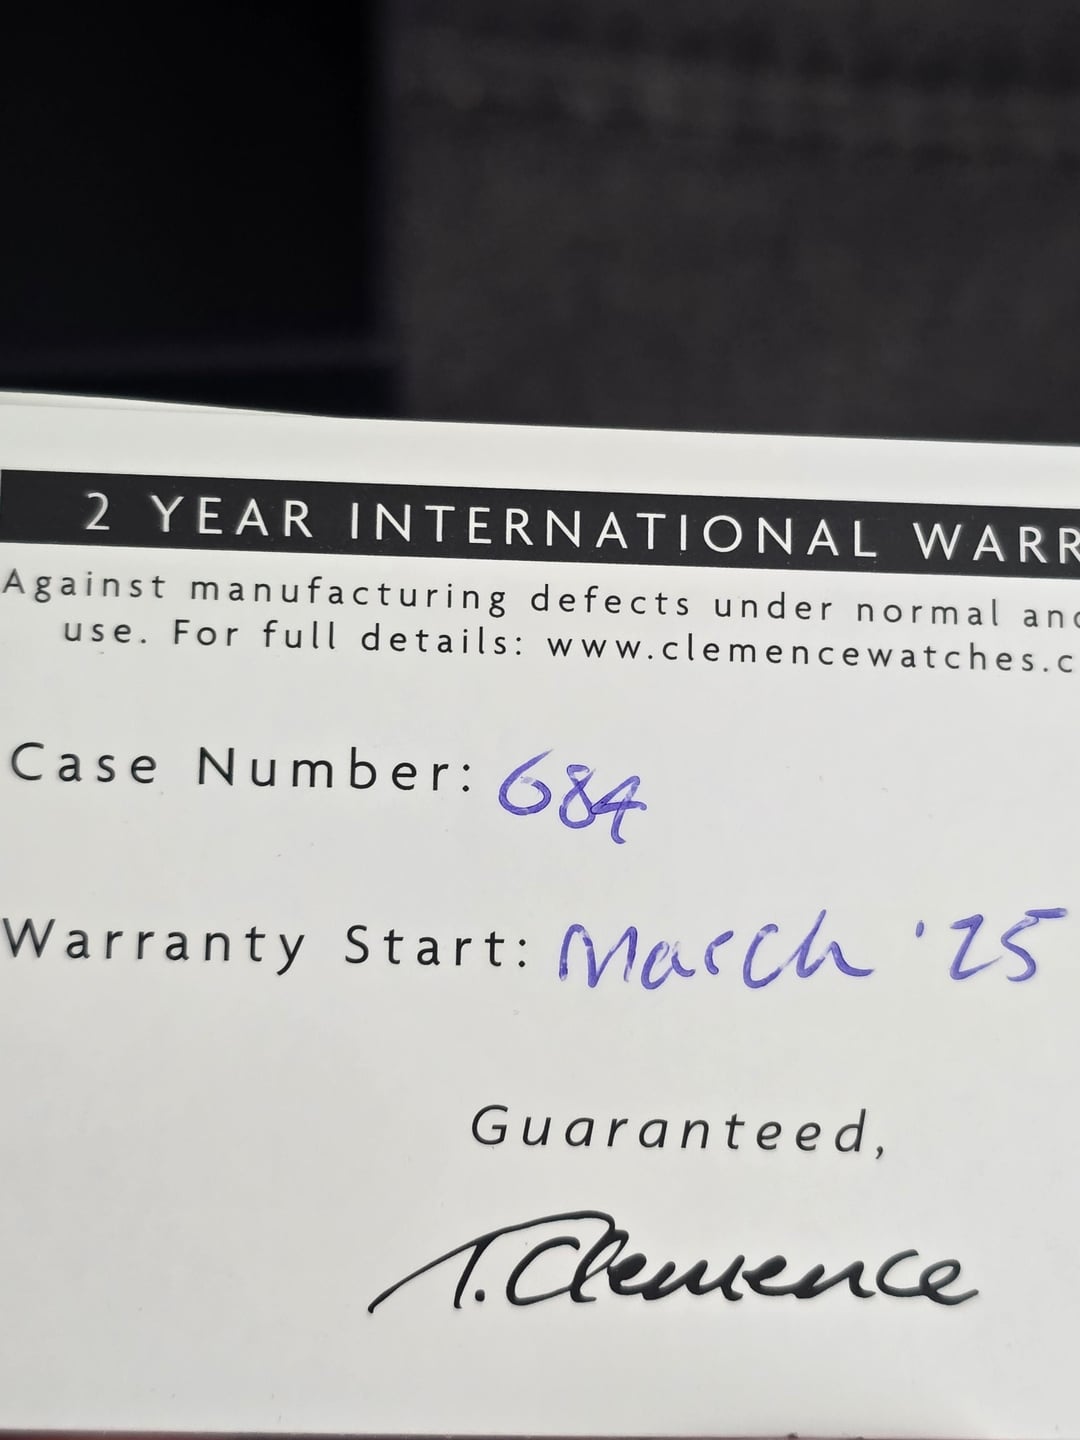 2 YEAR INTERNATIONAL WARR
Against manufacturing defects under normal and
use. For full details: www.clemencewatches.c
Case Number: 684
Warranty Start: March '25
Guaranteed,
T. Clemence